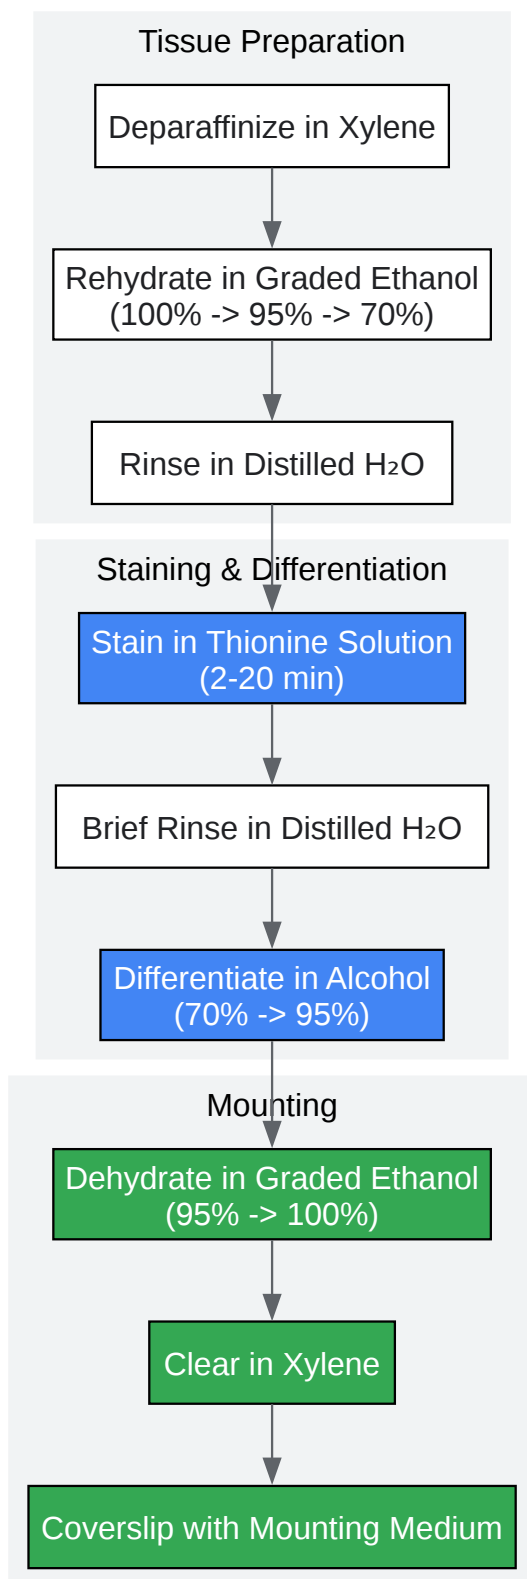 Tissue Preparation
Deparaffinize in Xylene
Rehydrate in Graded Ethanol
(100% -> 95% -> 70%)
Rinse in Distilled H₂O
Staining & Differentiation
Stain in Thionine Solution
(2-20 min)
Brief Rinse in Distilled H₂O
Differentiate in Alcohol
(70% -> 95%)
Mounting
Dehydrate in Graded Ethanol
(95% -> 100%)
Clear in Xylene
Coverslip with Mounting Medium